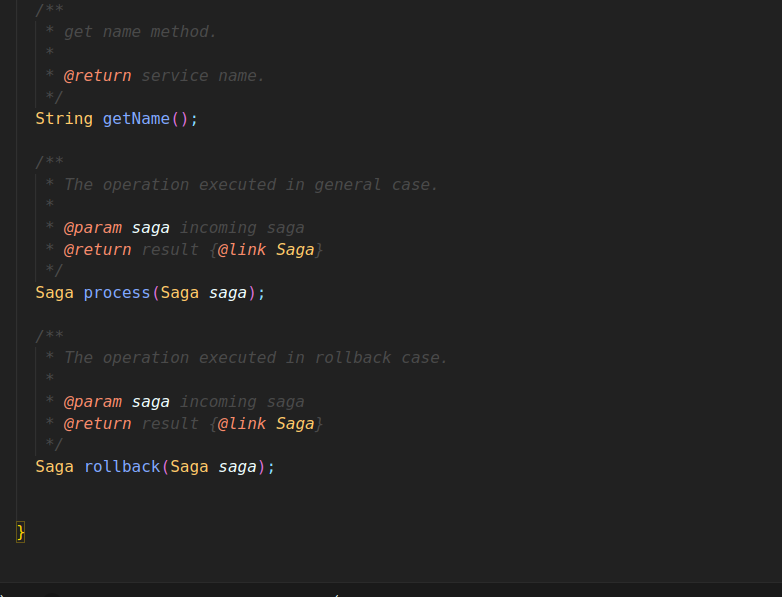 /**
 * get name method.
 *
 * @return service name.
 */
String getName();
/**
 * The operation executed in general case.
 *
 * @param saga incoming saga
 * @return result {@link Saga}
 */
Saga process(Saga saga);
/**
 * The operation executed in rollback case.
 *
 * @param saga incoming saga
 * @return result {@link Saga}
 */
Saga rollback(Saga saga);
}